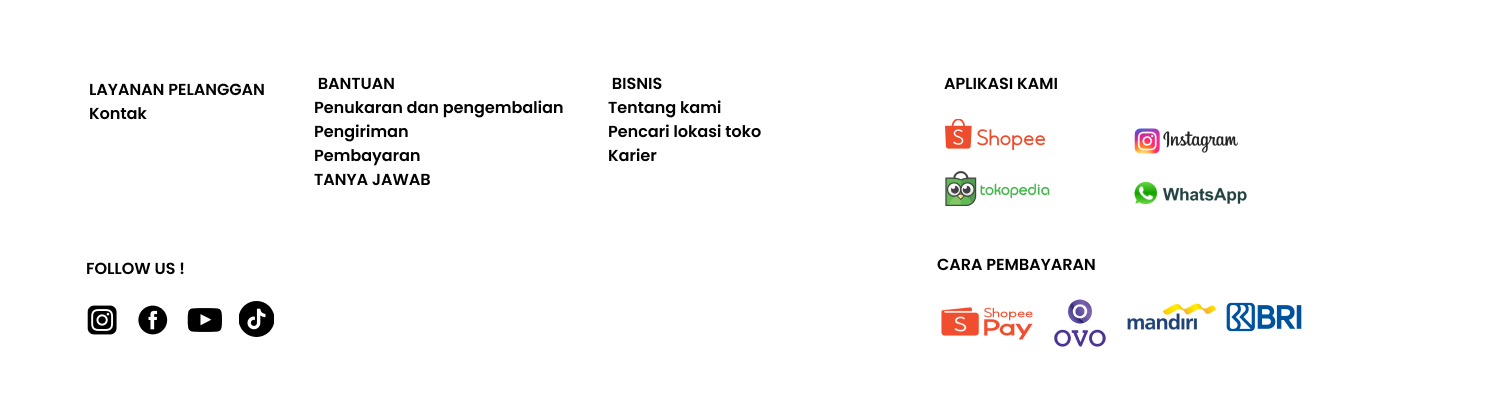 LAYANAN PELANGGAN
Kontak
BANTUAN
Penukaran dan pengembalian
Pengiriman
Pembayaran
TANYA JAWAB
BISNIS
Tentang kami
Pencari lokasi toko
Karier
APLIKASI KAMI
S Shopee
Instagram
tokopedia
WhatsApp
FOLLOW US !
CARA PEMBAYARAN
S Shopee
Pay
OVO
mandiri
BRI